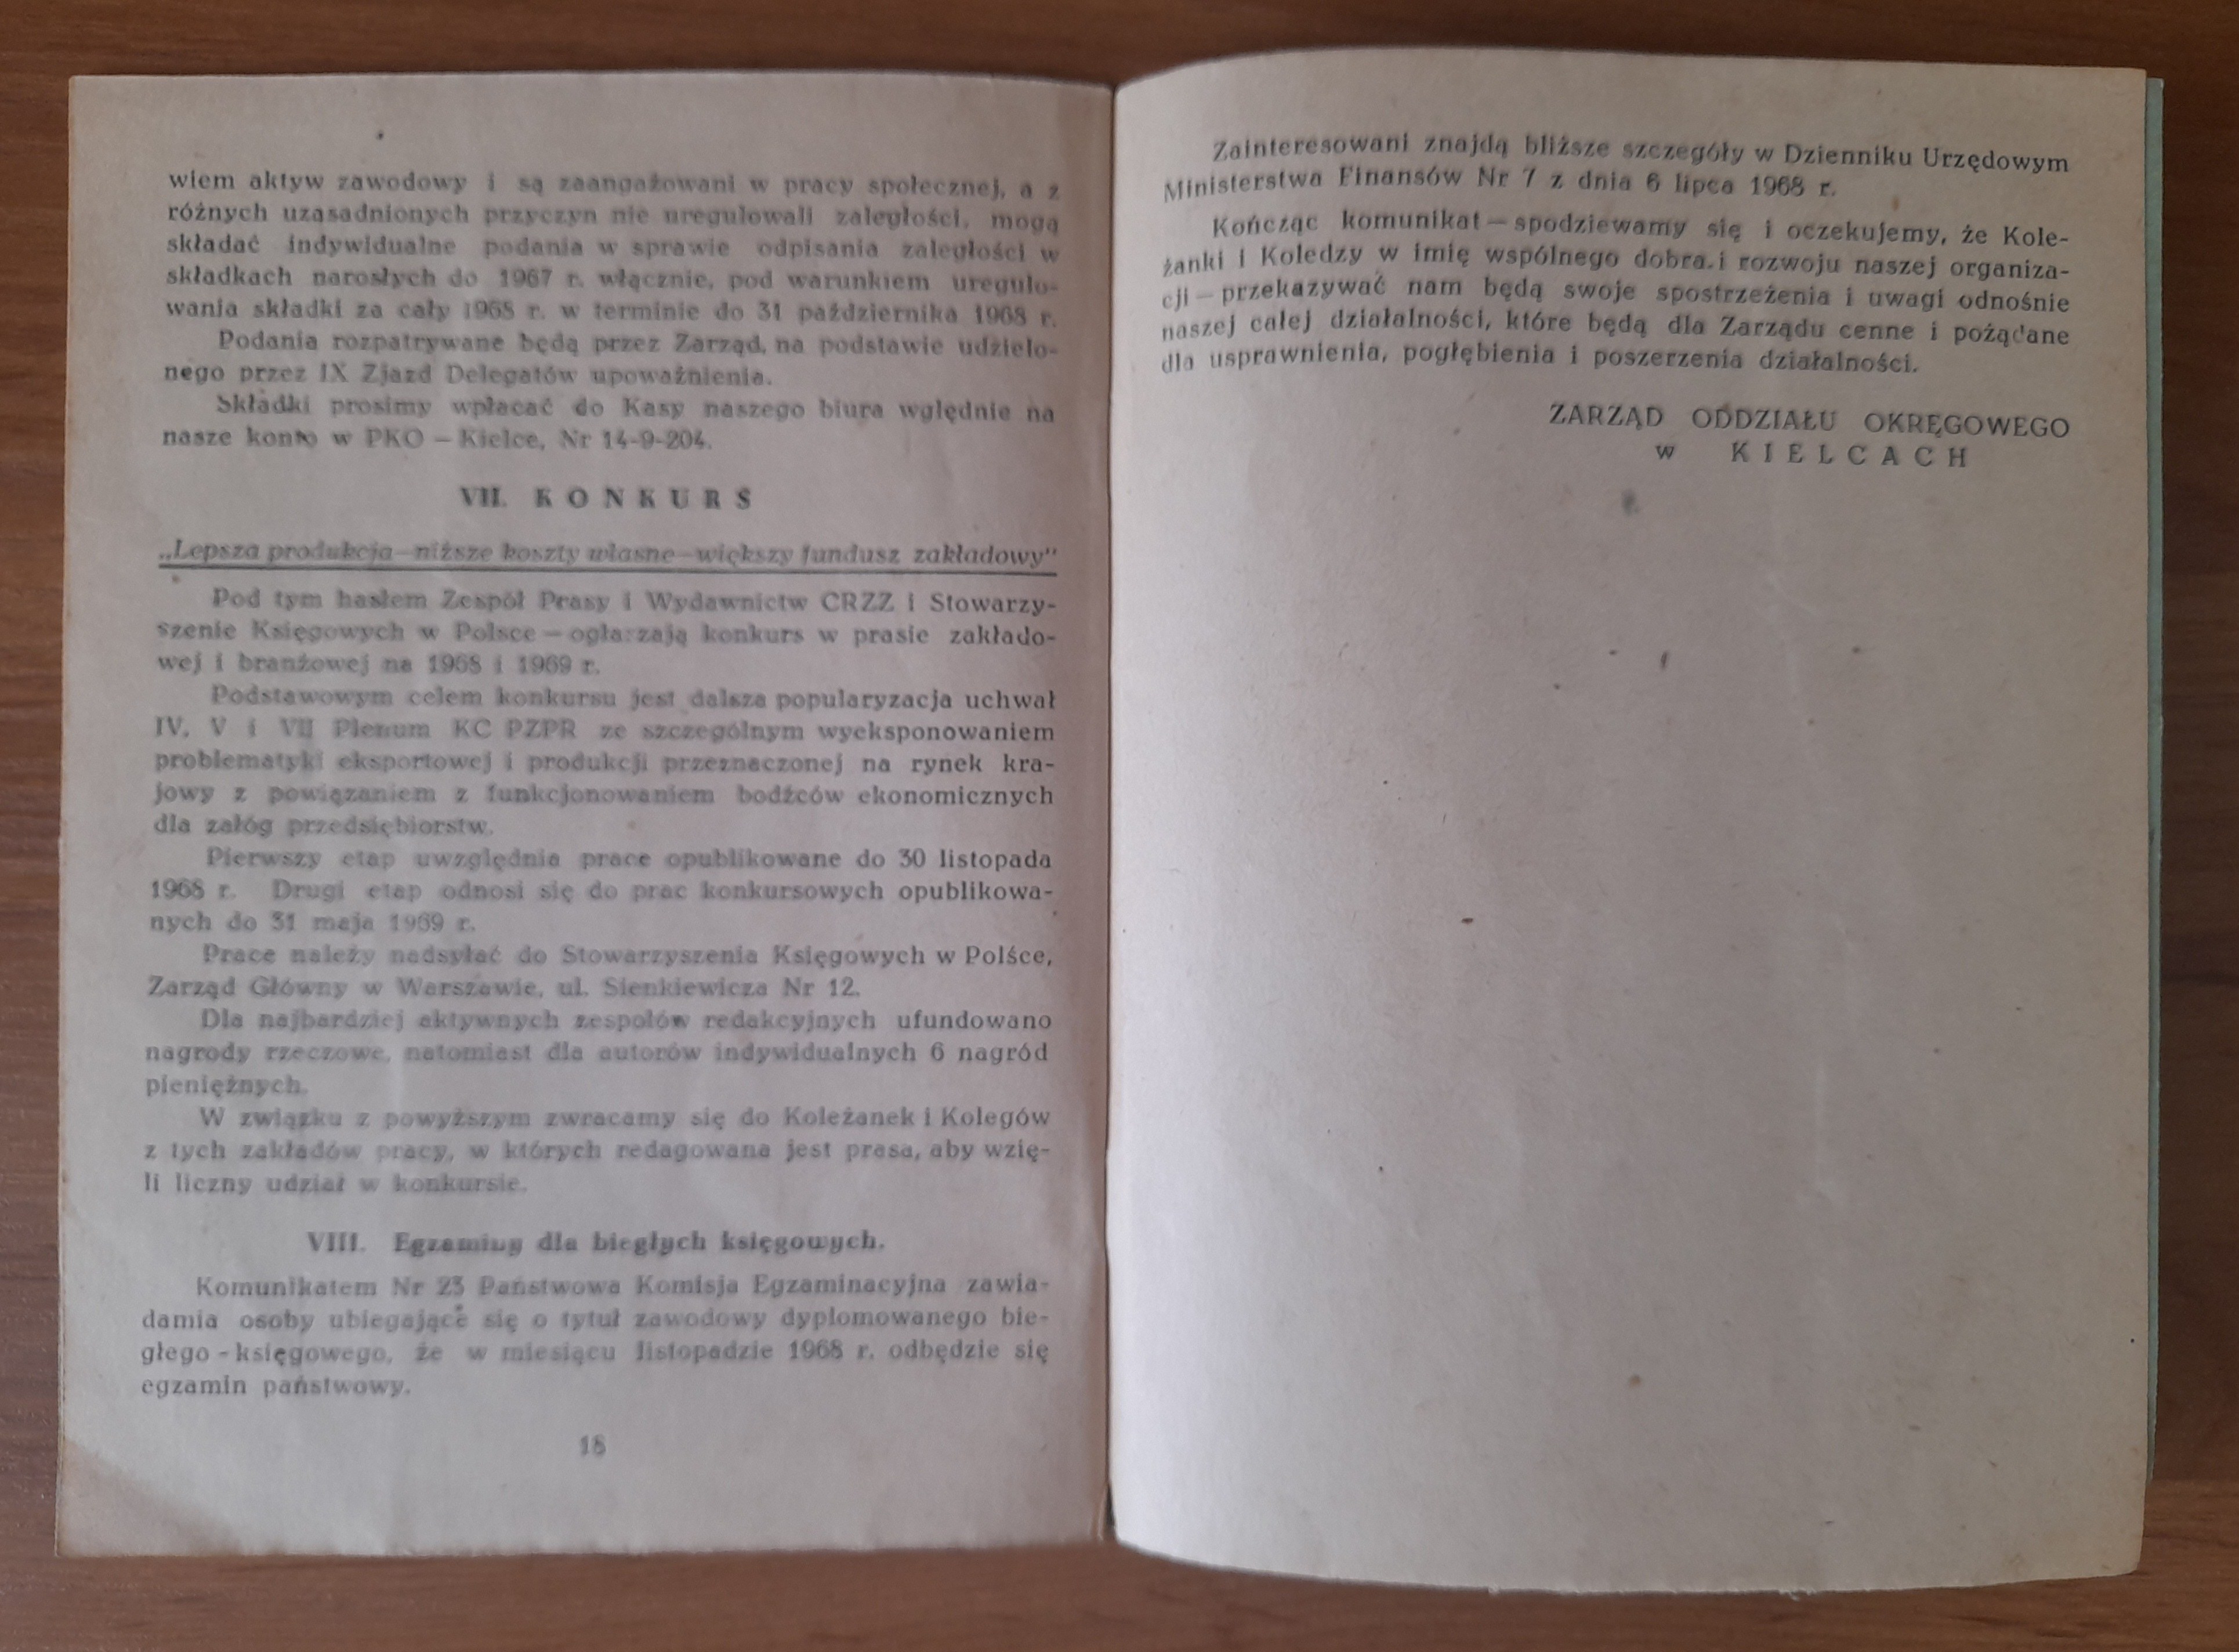 wiem aktyw zawodowy i są zaangażowani w pracy społecznej, a z
różnych uzasadnionych przyczyn nie uregulowali zaległości, mogą
składać indywidualne podania w sprawie odpisania zaległości w
składkach narosłych do 1967 r. włącznie, pod warunkiem uregulo-
wania składki za cały 1968 r. w terminie do 31 października 1968 r.
Podania rozpatrywane będą przez Zarząd, na podstawie udzielo-
nego przez IX Zjazd Delegatów upoważnienia.
Składki prosimy wpłacać do Kasy naszego biura wględnie na
nasze konto w PKO – Kielce, Nr 14-9-204.
VII. KONKURS
„Lepsza produkcja—niższe koszty własne—większy fundusz zakładowy"
Pod tym hasłem Zespół Prasy i Wydawnictw CRZZ i Stowarzy-
szenie Księgowych w Polsce — ogłaszają konkurs w prasie zakłado-
wej i branżowej na 1968 i 1969 r.
Podstawowym celem konkursu jest dalsza popularyzacja uchwał
IV, V i VII Plenum KC PZPR ze szczególnym wyeksponowaniem
problematyki eksportowej i produkcji przeznaczonej na rynek kra-
jowy z powiązaniem z funkcjonowaniem bodźców ekonomicznych
dla załóg przedsiębiorstw.
Pierwszy etap uwzględnia prace opublikowane do 30 listopada
1968 r. Drugi etap odnosi się do prac konkursowych opublikowa-
nych do 31 maja 1969 r.
Prace należy nadsyłać do Stowarzyszenia Księgowych w Polśce,
Zarząd Główny w Warszawie, ul. Sienkiewicza Nr 12.
Dla najbardziej aktywnych zespołów redakcyjnych ufundowano
nagrody rzeczowe, natomiast dla autorów indywidualnych 6 nagród
pieniężnych.
W związku z powyższym zwracamy się do Koleżanek i Kolegów
z tych zakładów pracy, w których redagowana jest prasa, aby wzię-
li liczny udział w konkursie.
VIII. Egzaminy dla biegłych księgowych.
Komunikatem Nr 23 Państwowa Komisja Egzaminacyjna zawia-
damia osoby ubiegające się o tytuł zawodowy dyplomowanego bie-
głego - księgowego, że w miesiącu listopadzie 1968 r. odbędzie się
egzamin państwowy.
18
Zainteresowani znajdą bliższe szczegóły w Dzienniku Urzędowym
Ministerstwa Finansów Nr 7 z dnia 6 lipca 1968 r.
Kończąc komunikat — spodziewamy się i oczekujemy, że Kole-
żanki i Koledzy w imię wspólnego dobra i rozwoju naszej organiza-
cji — przekazywać nam będą swoje spostrzeżenia i uwagi odnośnie
naszej całej działalności, które będą dla Zarządu cenne i pożądane
dla usprawnienia, pogłębienia i poszerzenia działalności.
ZARZĄD ODDZIAŁU OKRĘGOWEGO
w KIELCACH